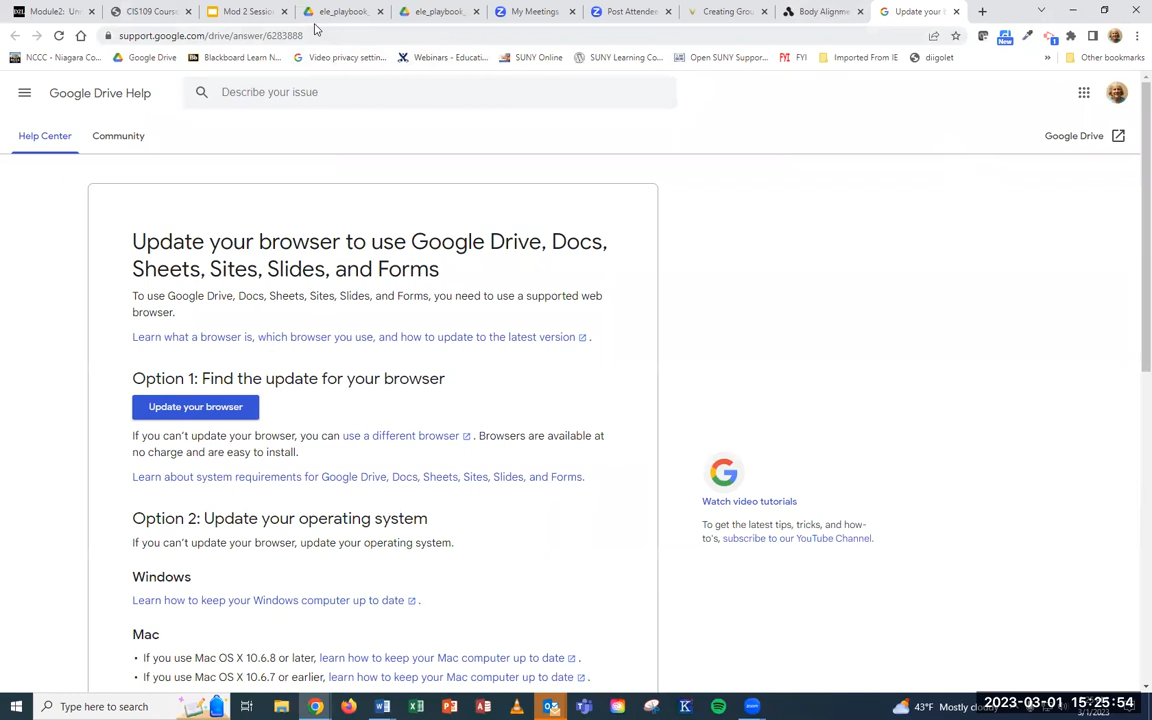 Module2: Un
CIS109 Cours
Mod 2 Sessi
ele_playbook_
ele_playbook_
My Meetings
Post Attende
Creating Gro
Body Alignme
Update your b
support.google.com/drive/answer/6283888
New
NCCC - Niagara Co...
Google Drive
Blackboard Learn N...
Video privacy settin...
Webinars - Educati...
SUNY Online
SUNY Learning Co...
Open SUNY Suppor...
FYI
Imported From IE
diigolet
»
Other bookmarks
Google Drive Help
Describe your issue
Help Center
Community
Google Drive
Update your browser to use Google Drive, Docs,
Sheets, Sites, Slides, and Forms
To use Google Drive, Docs, Sheets, Sites, Slides, and Forms, you need to use a supported web
browser.
Learn what a browser is, which browser you use, and how to update to the latest version .
Option 1: Find the update for your browser
Update your browser
If you can't update your browser, you can use a different browser . Browsers are available at
no charge and are easy to install.
Learn about system requirements for Google Drive, Docs, Sheets, Sites, Slides, and Forms.
Option 2: Update your operating system
If you can't update your browser, update your operating system.
Windows
Learn how to keep your Windows computer up to date .
Mac
• If you use Mac OS X 10.6.8 or later, learn how to keep your Mac computer up to date .
• If you use Mac OS X 10.6.7 or earlier, learn how to keep your Mac computer up to date .
Watch video tutorials
To get the latest tips, tricks, and how-
to's, subscribe to our YouTube Channel.
Type here to search
43°F Mostly cloudy
2023-03-01 15:25:54
3/1/2023